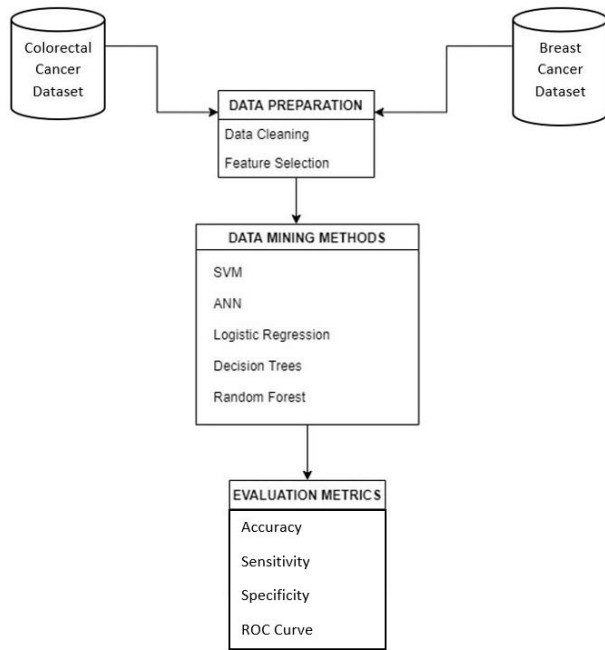 Colorectal
Cancer
Dataset
Breast
Cancer
Dataset
DATA PREPARATION
Data Cleaning
Feature Selection
DATA MINING METHODS
SVM
ANN
Logistic Regression
Decision Trees
Random Forest
EVALUATION METRICS
Accuracy
Sensitivity
Specificity
ROC Curve